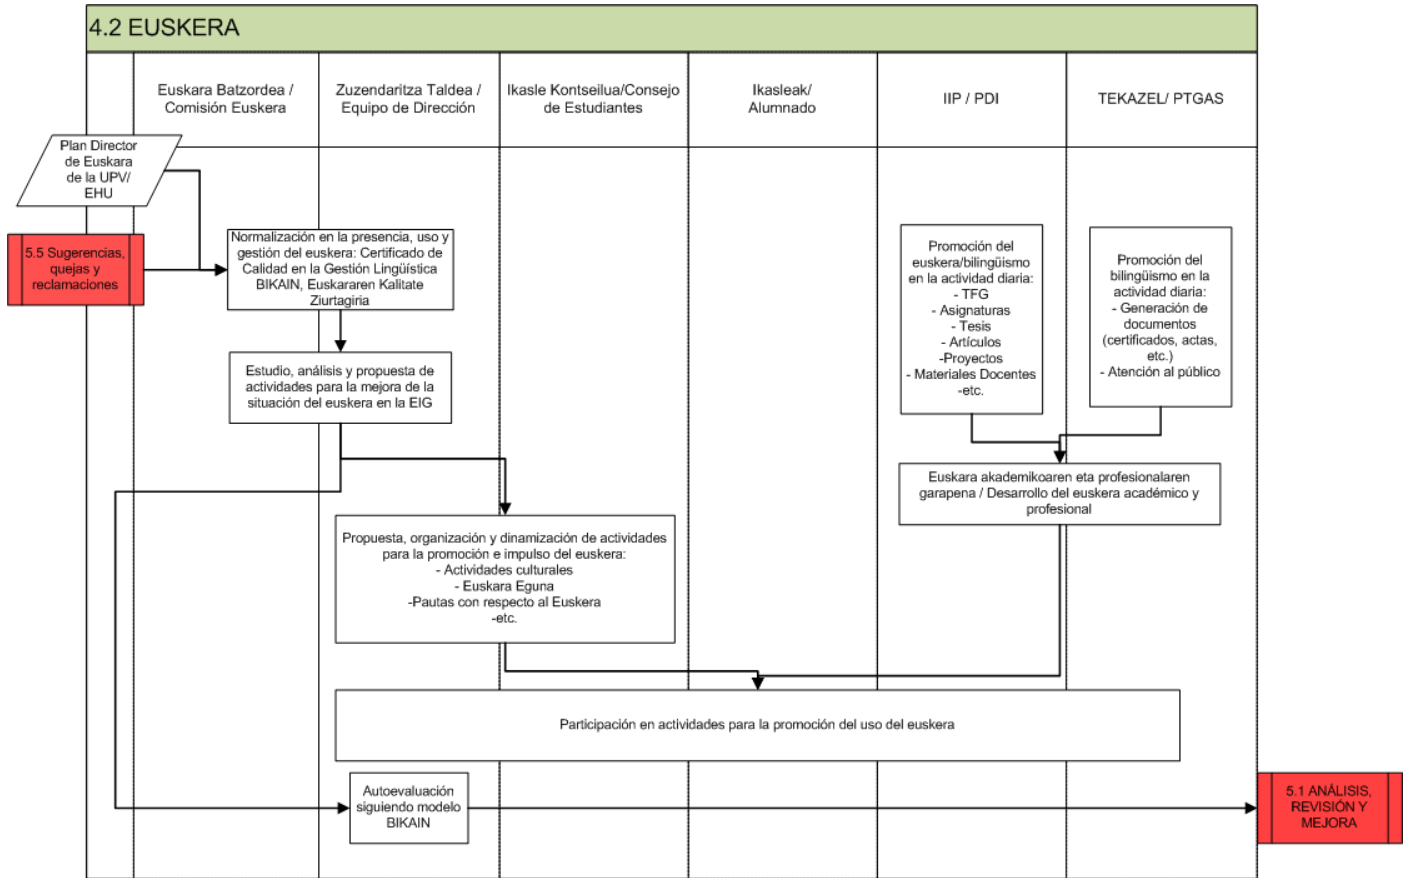 4.2 EUSKERA
Euskara Batzordea /
Comisión Euskera
Zuzendaritza Taldea /
Equipo de Dirección
Ikasle Kontseilua/Consejo
de Estudiantes
Ikasleak/
Alumnado
IIP / PDI
TEKAZEL/ PTGAS
Plan Director
de Euskara
de la UPV/
EHU
5.5 Sugerencias,
quejas y
reclamaciones
Normalización en la presencia, uso y
gestión del euskera: Certificado de
Calidad en la Gestión Lingüística
BIKAIN, Euskararen Kalitate
Ziurtagiria
Promoción del
euskera/bilingüismo
en la actividad diaria:
- TFG
- Asignaturas
- Tesis
- Artículos
-Proyectos
- Materiales Docentes
-etc.
Promoción del
bilingüismo en la
actividad diaria:
- Generación de
documentos
(certificados, actas,
etc.)
- Atención al público
Estudio, análisis y propuesta de
actividades para la mejora de la
situación del euskera en la EIG
Euskara akademikoaren eta profesionalaren
garapena / Desarrollo del euskera académico y
profesional
Propuesta, organización y dinamización de actividades
para la promoción e impulso del euskera:
- Actividades culturales
- Euskara Eguna
-Pautas con respecto al Euskera
-etc.
Participación en actividades para la promoción del uso del euskera
Autoevaluación
siguiendo modelo
BIKAIN
5.1 ANÁLISIS,
REVISIÓN Y
MEJORA